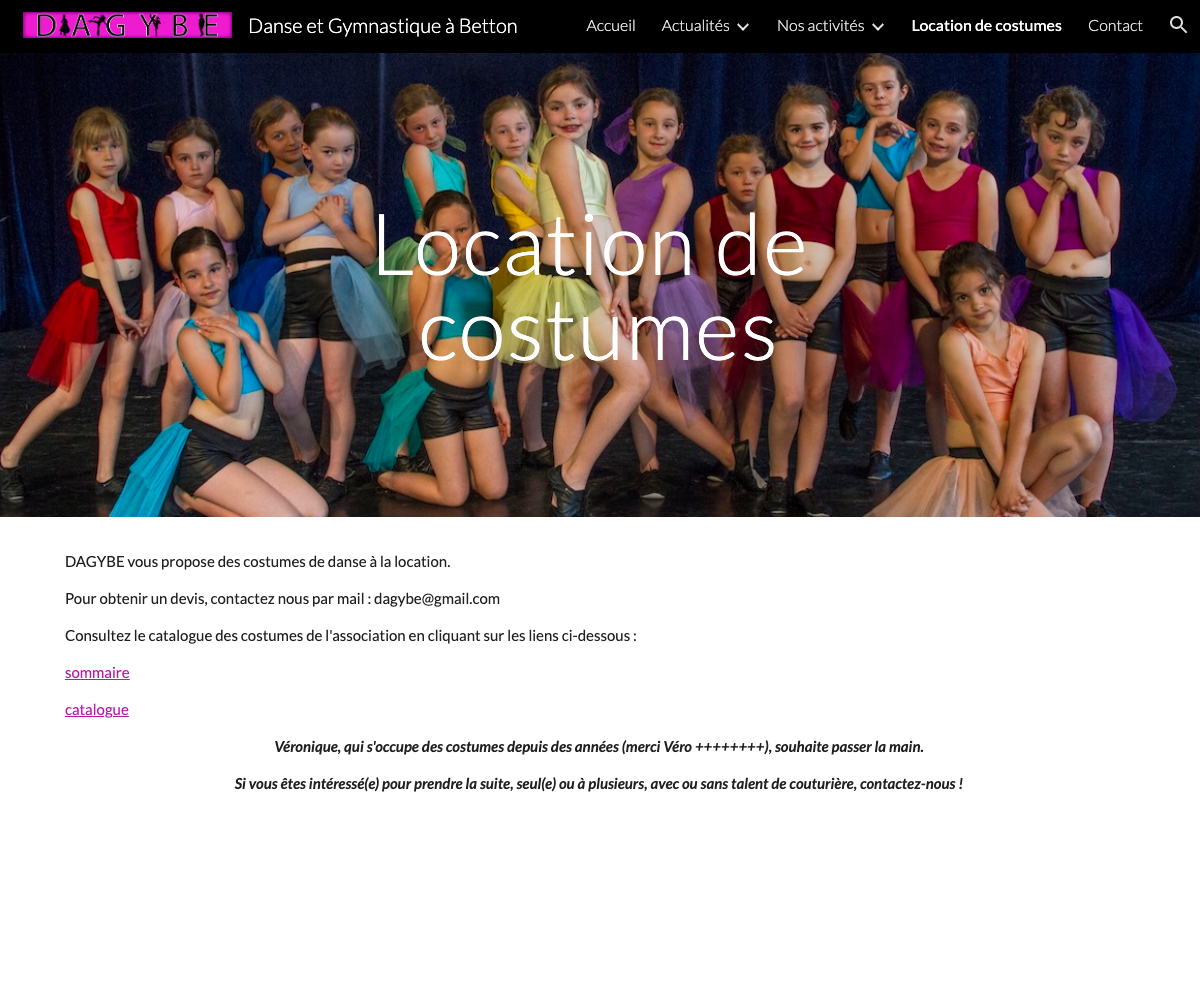 DAGYBE
Danse et Gymnastique à Betton
Accueil
Actualités
Nos activités
Location de costumes
Contact
Location de
costumes
DAGYBE vous propose des costumes de danse à la location.
Pour obtenir un devis, contactez nous par mail : dagybe@gmail.com
Consultez le catalogue des costumes de l'association en cliquant sur les liens ci-dessous :
sommaire
catalogue
Véronique, qui s'occupe des costumes depuis des années (merci Véro ++++++++), souhaite passer la main.
Si vous êtes intéressé(e) pour prendre la suite, seul(e) ou à plusieurs, avec ou sans talent de couturière, contactez-nous !